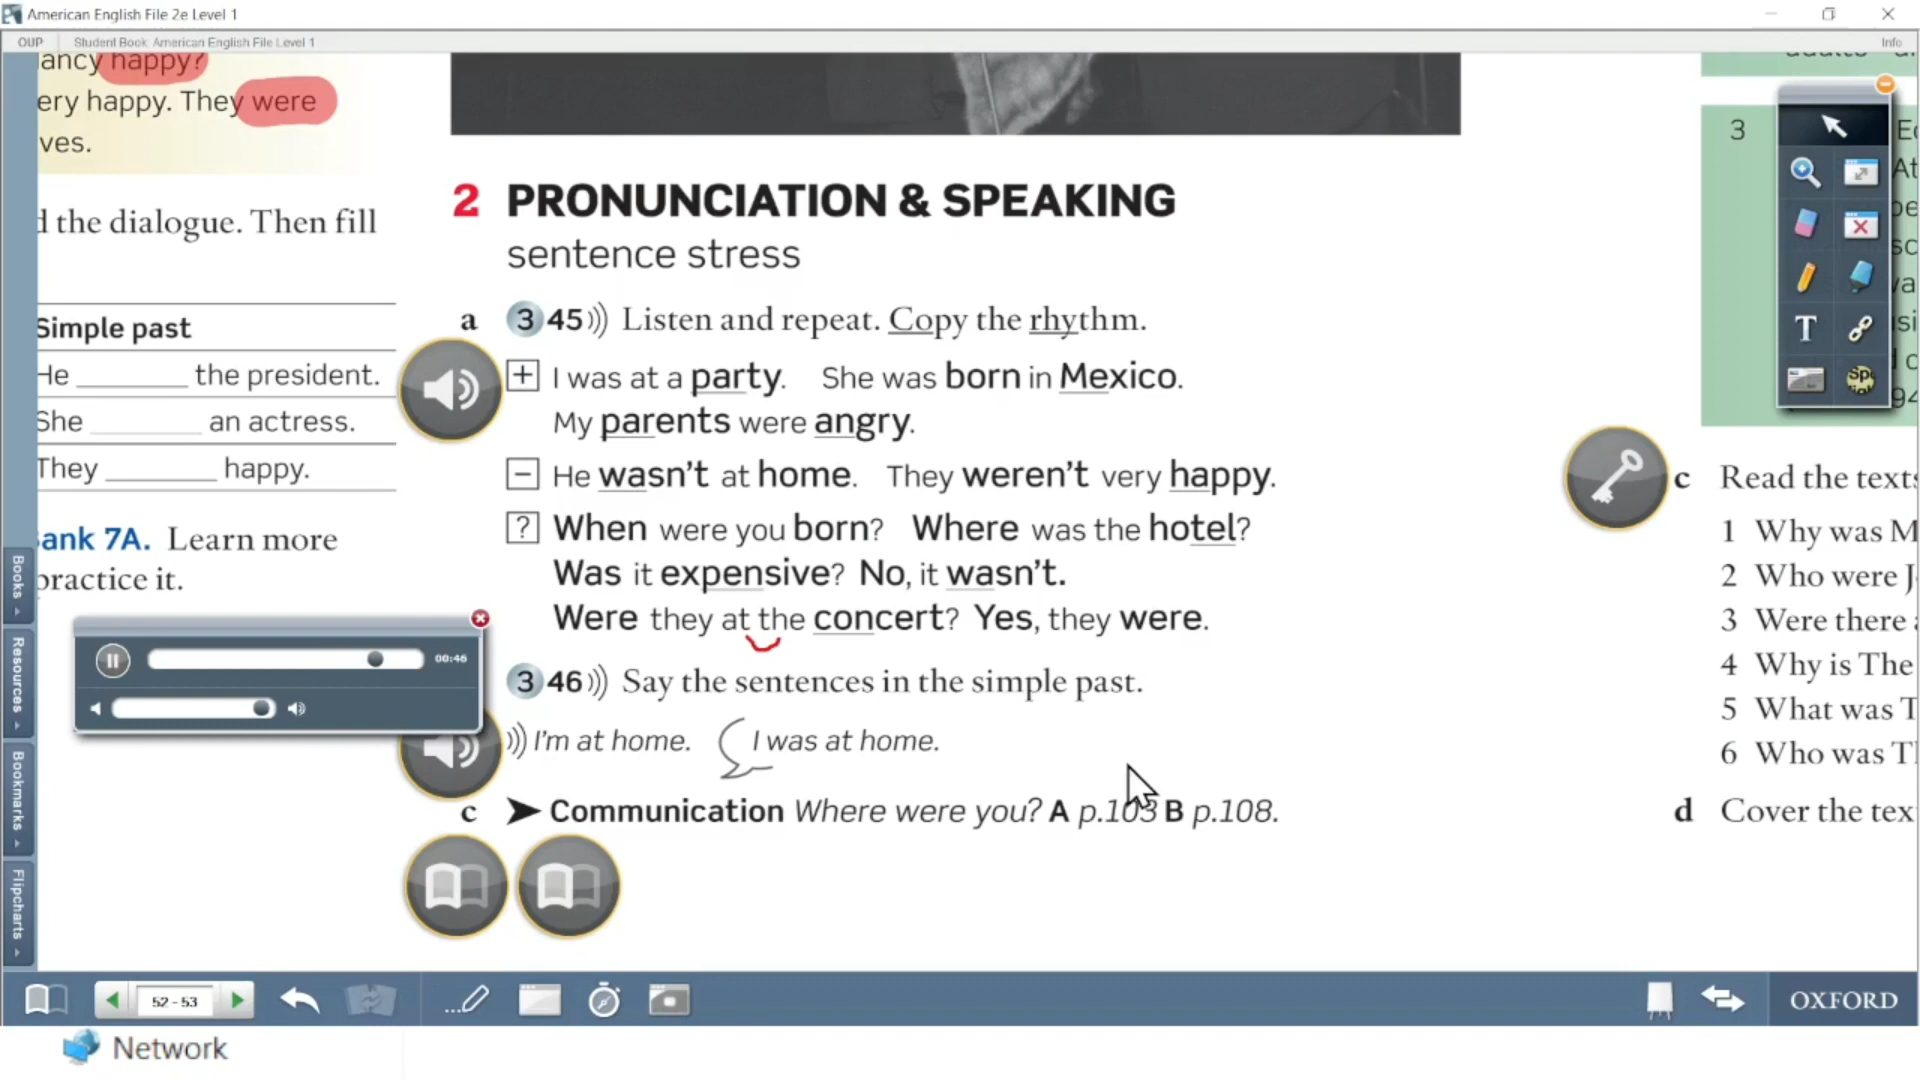 American English File 2e Level 1
OUP Student Book: American English File Level 1 Info
ancy happy?
ery happy. They were
ves.
d the dialogue. Then fill
Simple past
He ______ the president.
She ______ an actress.
They ______ happy.
ank 7A. Learn more
practice it.
00:46
2 PRONUNCIATION & SPEAKING
sentence stress
a 3 45 Listen and repeat. Copy the rhythm.
+ I was at a party. She was born in Mexico.
My parents were angry.
− He wasn't at home. They weren't very happy.
? When were you born? Where was the hotel?
Was it expensive? No, it wasn't.
Were they at the concert? Yes, they were.
3 46 Say the sentences in the simple past.
I'm at home. I was at home.
c Communication Where were you? A p.103 B p.108.
3
T
c Read the texts
1 Why was M
2 Who were J
3 Were there a
4 Why is The
5 What was T
6 Who was T
d Cover the tex
Books
Resources
Bookmarks
Flipcharts
52 - 53
OXFORD
Network